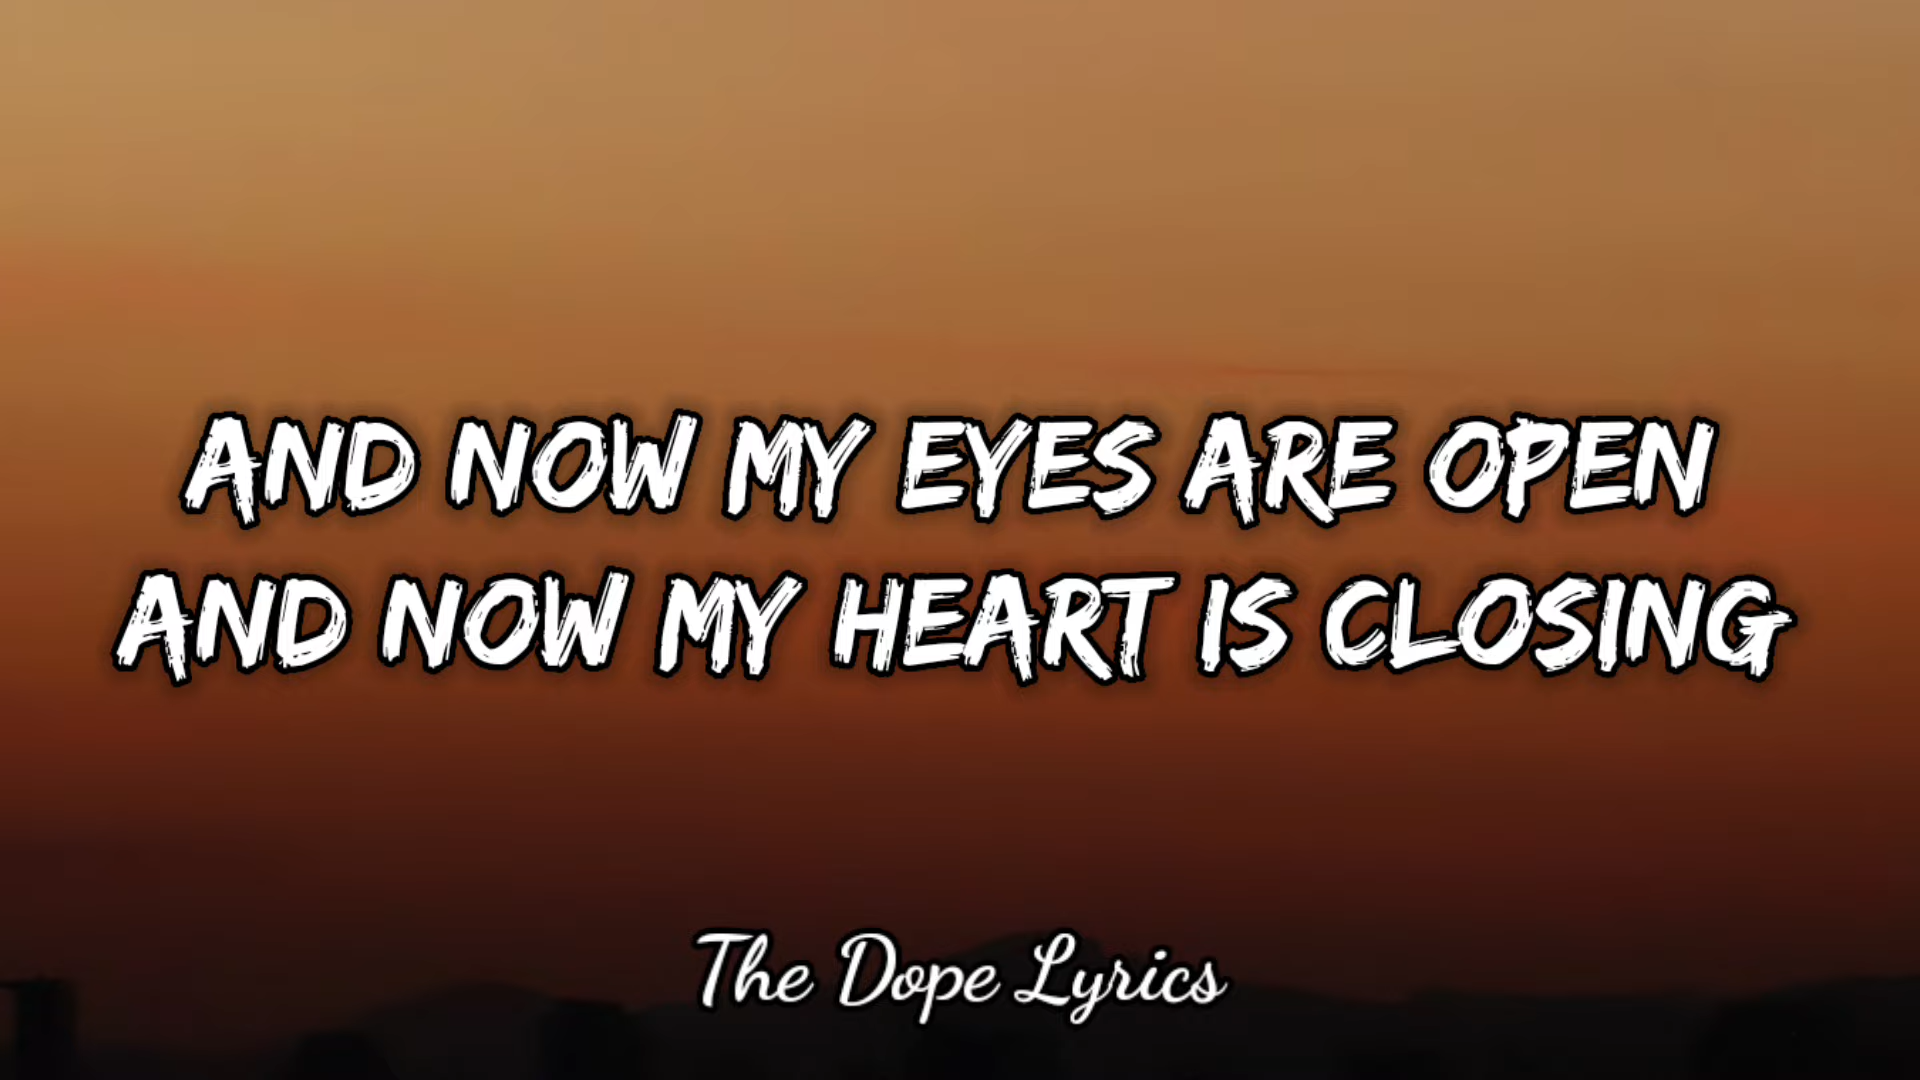 AND NOW MY EYES ARE OPEN
AND NOW MY HEART IS CLOSING
The Dope Lyrics